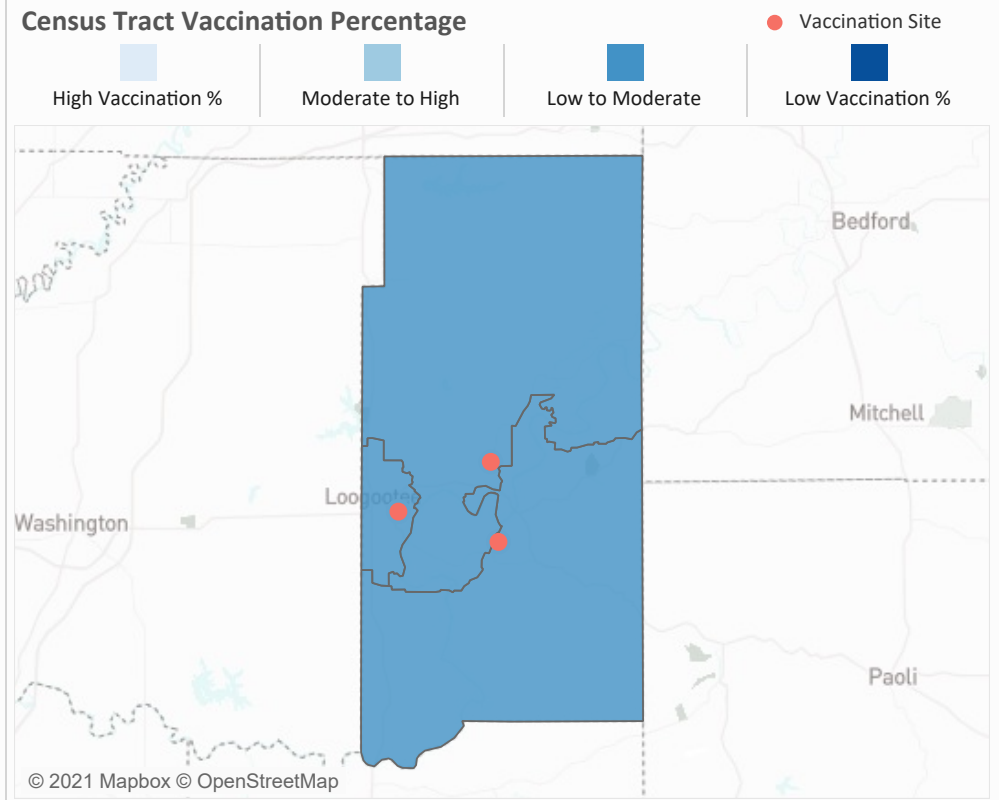 Census Tract Vaccination Percentage
Vaccination Site
High Vaccination %
Moderate to High
Low to Moderate
Low Vaccination %
Bedford
Mitchell
Loogootee
Washington
Paoli
© 2021 Mapbox © OpenStreetMap